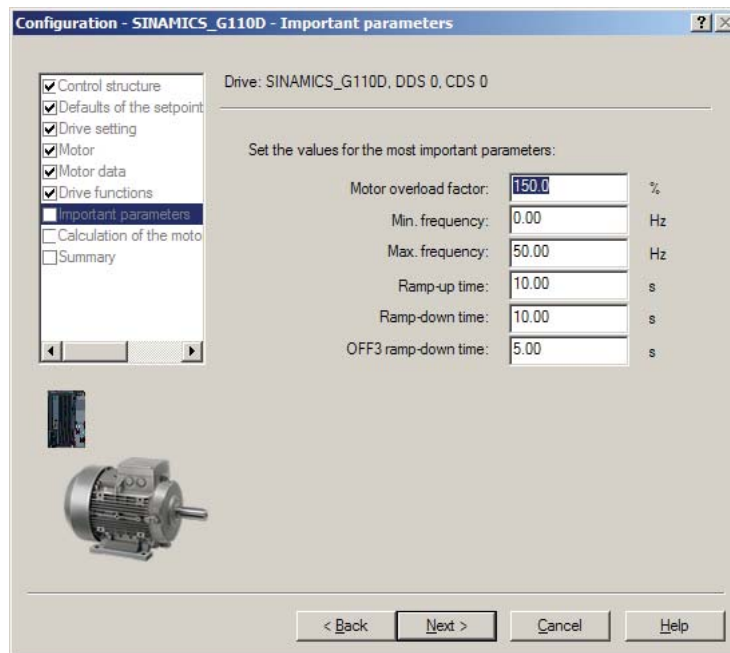 Configuration - SINAMICS_G110D - Important parameters
Control structure
Defaults of the setpoint
Drive setting
Motor
Motor data
Drive functions
Important parameters
Calculation of the moto
Summary
Drive: SINAMICS_G110D, DDS 0, CDS 0
Set the values for the most important parameters:
Motor overload factor: 150.0 %
Min. frequency: 0.00 Hz
Max. frequency: 50.00 Hz
Ramp-up time: 10.00 s
Ramp-down time: 10.00 s
OFF3 ramp-down time: 5.00 s
< Back Next > Cancel Help